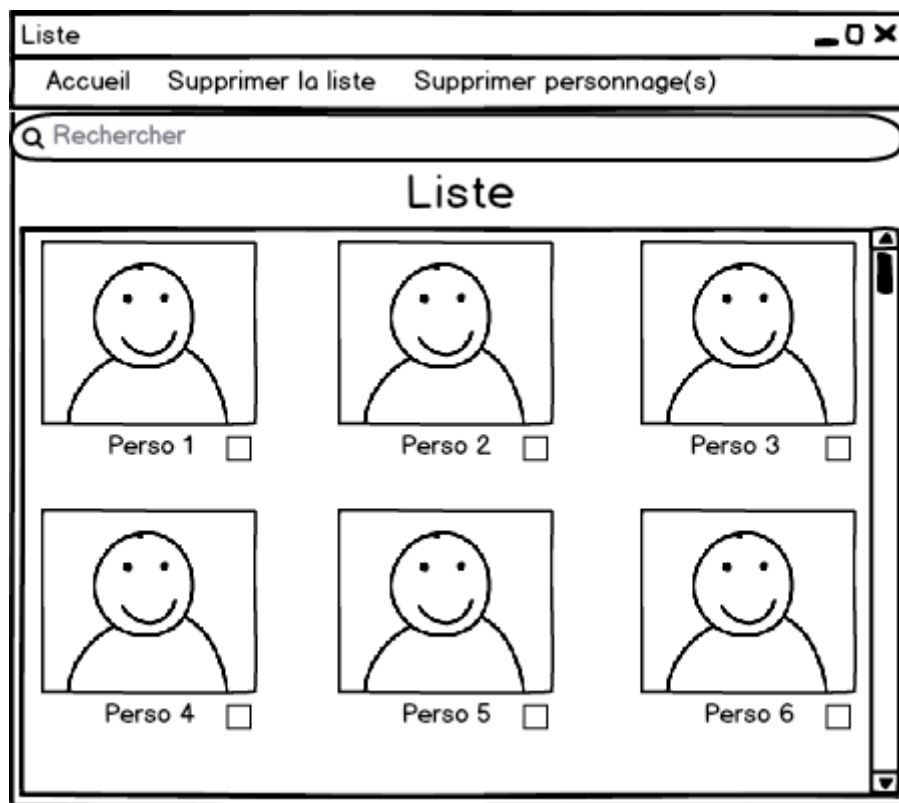 Liste
Accueil Supprimer la liste Supprimer personnage(s)
Rechercher
Liste
Perso 1 Perso 2 Perso 3
Perso 4 Perso 5 Perso 6